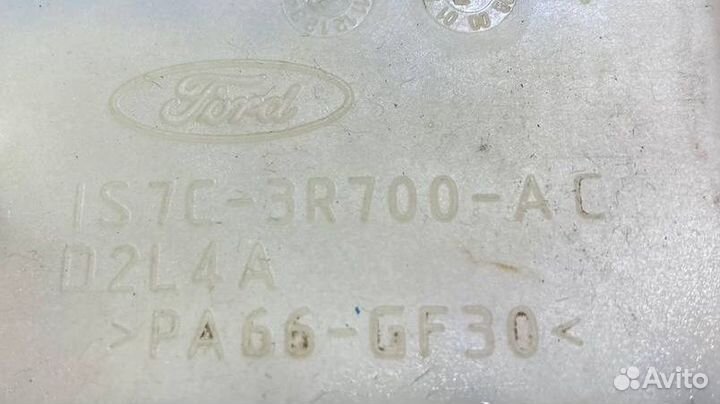 Ford
1S7C-3R700-AC
D2L4A
>PA66-GF30<
Avito